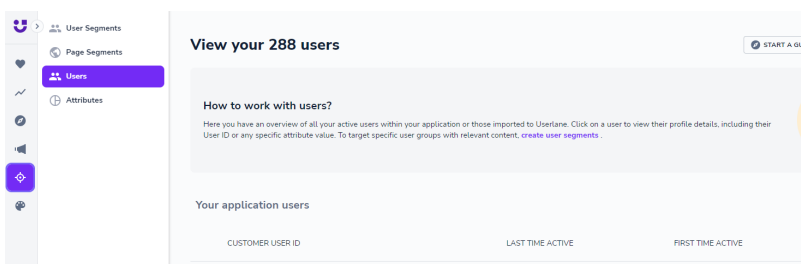 User Segments
Page Segments
Users
Attributes
View your 288 users
START A GU
How to work with users?
Here you have an overview of all your active users within your application or those imported to Userlane. Click on a user to view their profile details, including their
User ID or any specific attribute value. To target specific user groups with relevant content, create user segments .
Your application users
CUSTOMER USER ID LAST TIME ACTIVE FIRST TIME ACTIVE